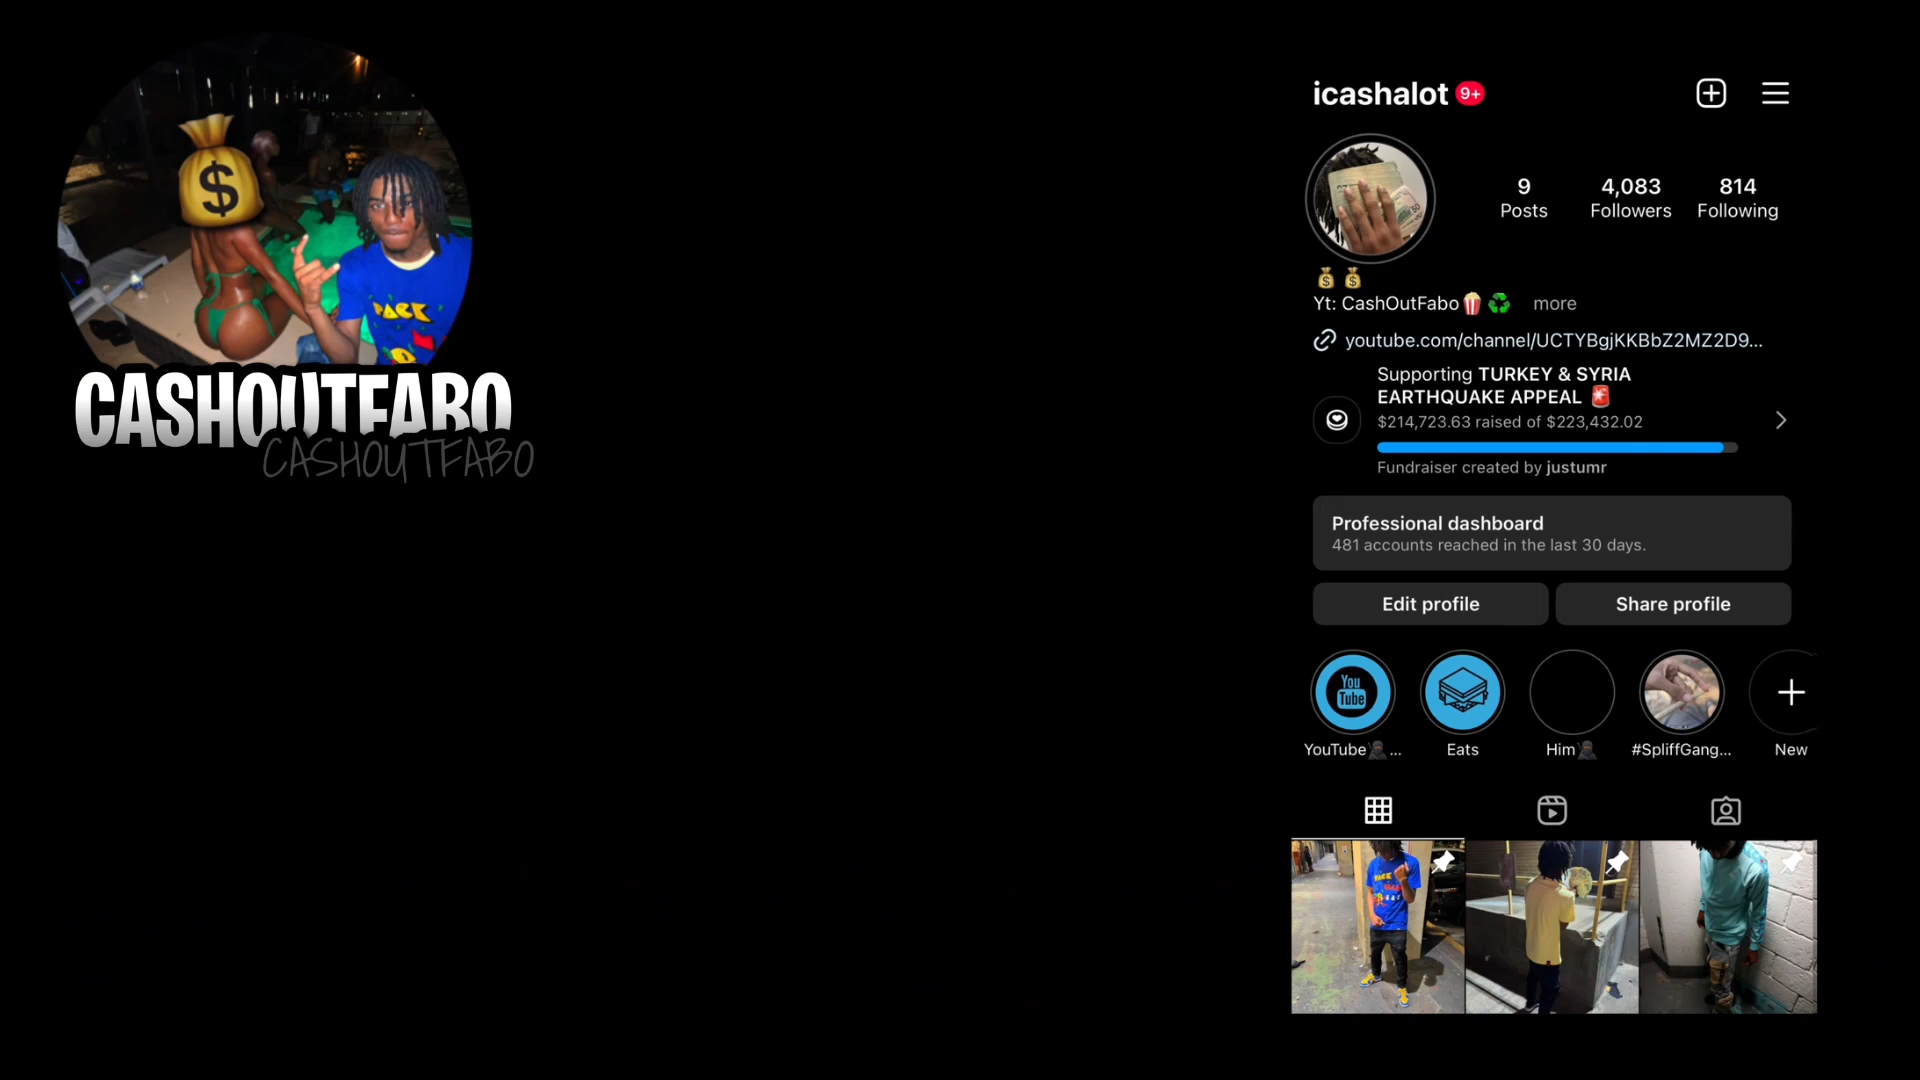 CASHOUTFABO
CASHOUTFABO
icashalot 9+
9 4,083 814
Posts Followers Following
Yt: CashOutFabo more
youtube.com/channel/UCTYBgjKKBbZ2MZ2D9...
Supporting TURKEY & SYRIA
EARTHQUAKE APPEAL
$214,723.63 raised of $223,432.02
Fundraiser created by justumr
Professional dashboard
481 accounts reached in the last 30 days.
Edit profile Share profile
You
Tube
YouTube ... Eats Him #SpliffGang... New